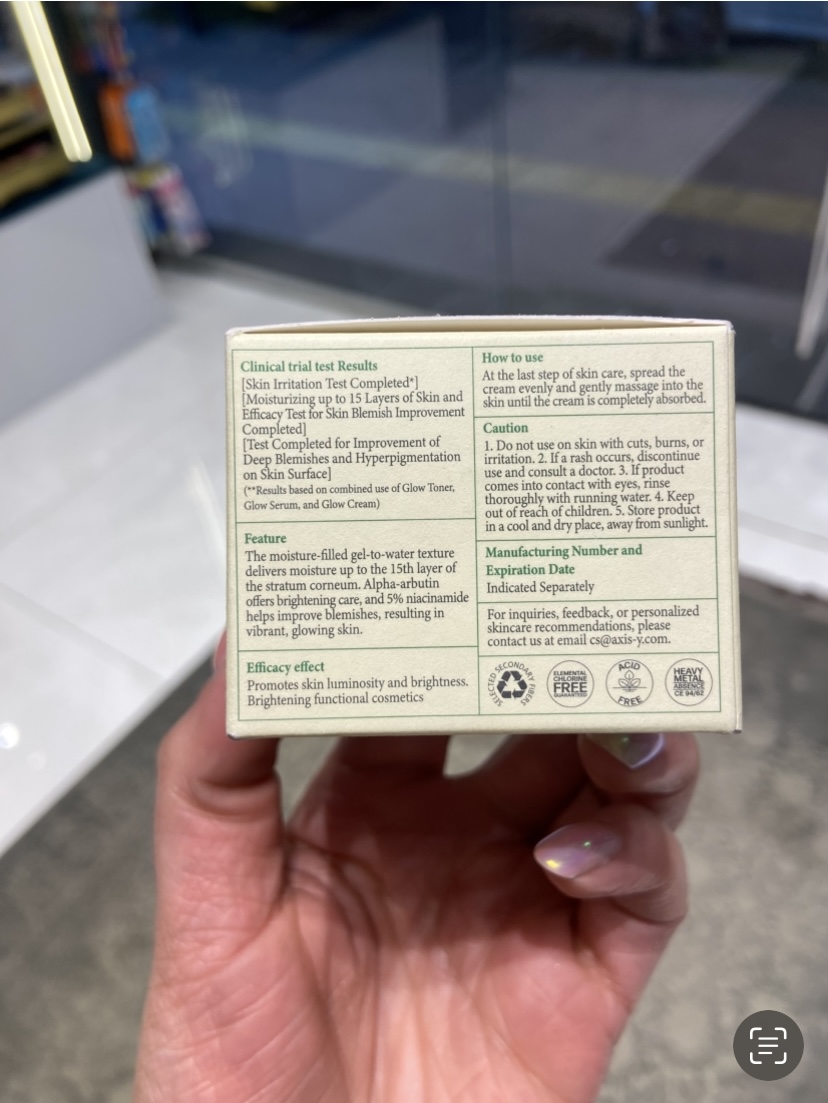 Clinical trial test Results
[Skin Irritation Test Completed*]
[Moisturizing up to 15 Layers of Skin and
Efficacy Test for Skin Blemish Improvement
Completed]
[Test Completed for Improvement of
Deep Blemishes and Hyperpigmentation
on Skin Surface]
(**Results based on combined use of Glow Toner,
Glow Serum, and Glow Cream)
Feature
The moisture-filled gel-to-water texture
delivers moisture up to the 15th layer of
the stratum corneum. Alpha-arbutin
offers brightening care, and 5% niacinamide
helps improve blemishes, resulting in
vibrant, glowing skin.
Efficacy effect
Promotes skin luminosity and brightness.
Brightening functional cosmetics
How to use
At the last step of skin care, spread the
cream evenly and gently massage into the
skin until the cream is completely absorbed.
Caution
1. Do not use on skin with cuts, burns, or
irritation. 2. If a rash occurs, discontinue
use and consult a doctor. 3. If product
comes into contact with eyes, rinse
thoroughly with running water. 4. Keep
out of reach of children. 5. Store product
in a cool and dry place, away from sunlight.
Manufacturing Number and
Expiration Date
Indicated Separately
For inquiries, feedback, or personalized
skincare recommendations, please
contact us at email cs@axis-y.com.
SELECTED SECONDARY FIBERS
ELEMENTAL
CHLORINE
FREE
GUARANTEED
ACID
FREE
HEAVY
METAL
ABSENCE
CE 94/62